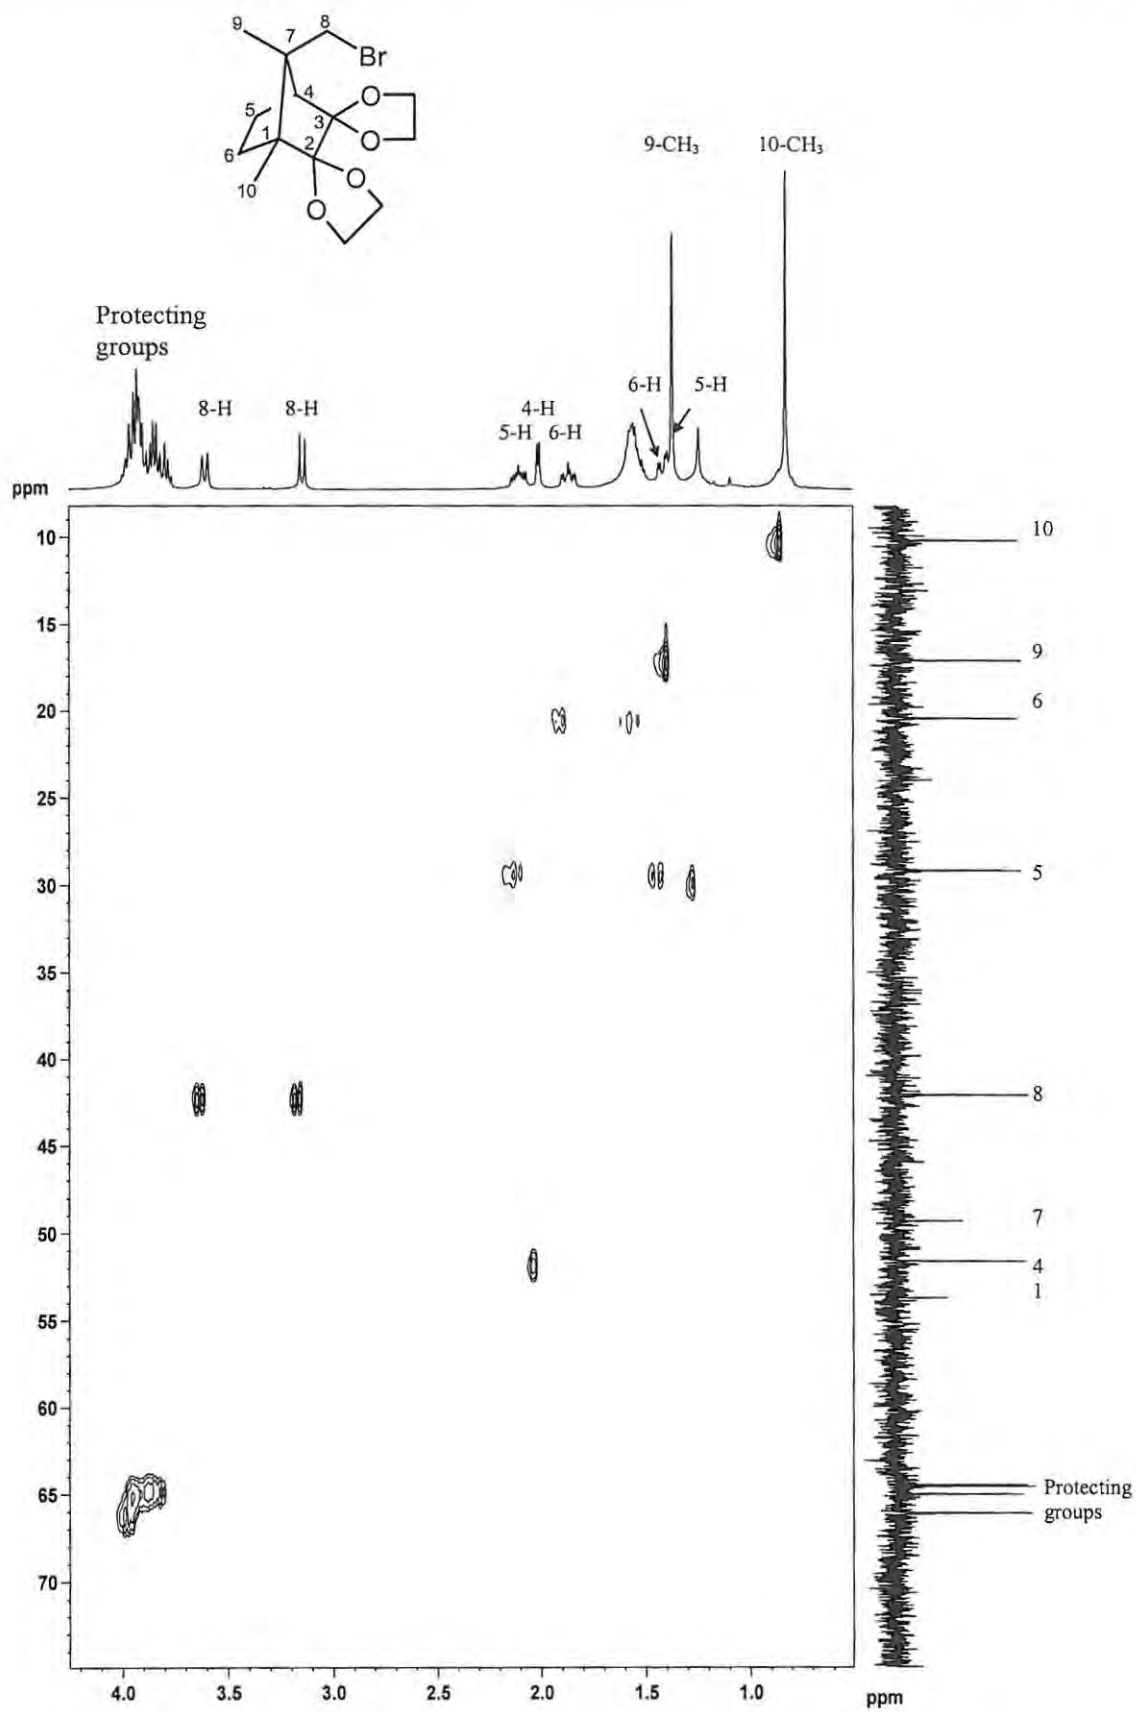 9
8
7
Br
4
O
5
3
O
1
2
6
O
10
O
9-CH₃ 10-CH₃
Protecting
groups
6-H 5-H
8-H 8-H 4-H
5-H 6-H
ppm
10 10
15
9
20 6
25
30 5
35
40
8
45
50 7
4
55 1
60
65 Protecting
groups
70
4.0 3.5 3.0 2.5 2.0 1.5 1.0 ppm